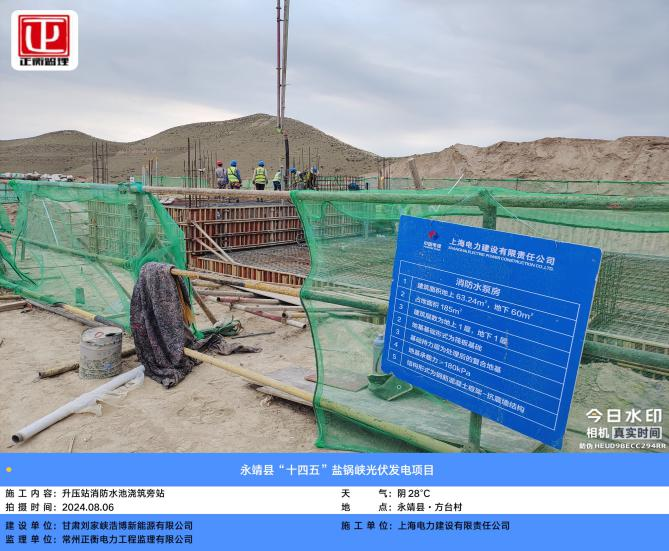 正衡监理
中国电建
上海电力建设有限责任公司
SHANGHAI ELECTRIC POWER CONSTRUCTION CO.,LTD.
消防水泵房
1 建筑面积地上 63.24m²，地下 60m²
2 占地面积 185m²
3 建筑层数为地上 1 层，地下 1 层
2 地基基础形式为筏板基础
3 基础持力层为处理后的复合地基
4 地基承载力≥180kPa
5 结构形式为钢筋混凝土框架-抗震墙结构
今日水印
相机 真实时间
防伪 HEUD9BECC294RR
永靖县“十四五”盐锅峡光伏发电项目
施工内容：升压站消防水池浇筑旁站
天 气：阴 28°C
拍摄时间：2024.08.06
地 点：永靖县·方台村
建设单位：甘肃刘家峡浩博新能源有限公司
施工单位：上海电力建设有限责任公司
监理单位：常州正衡电力工程监理有限公司